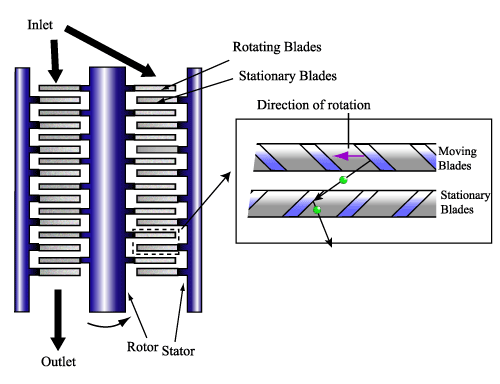 Inlet
Rotating Blades
Stationary Blades
Direction of rotation
Moving
Blades
Stationary
Blades
Rotor
Stator
Outlet